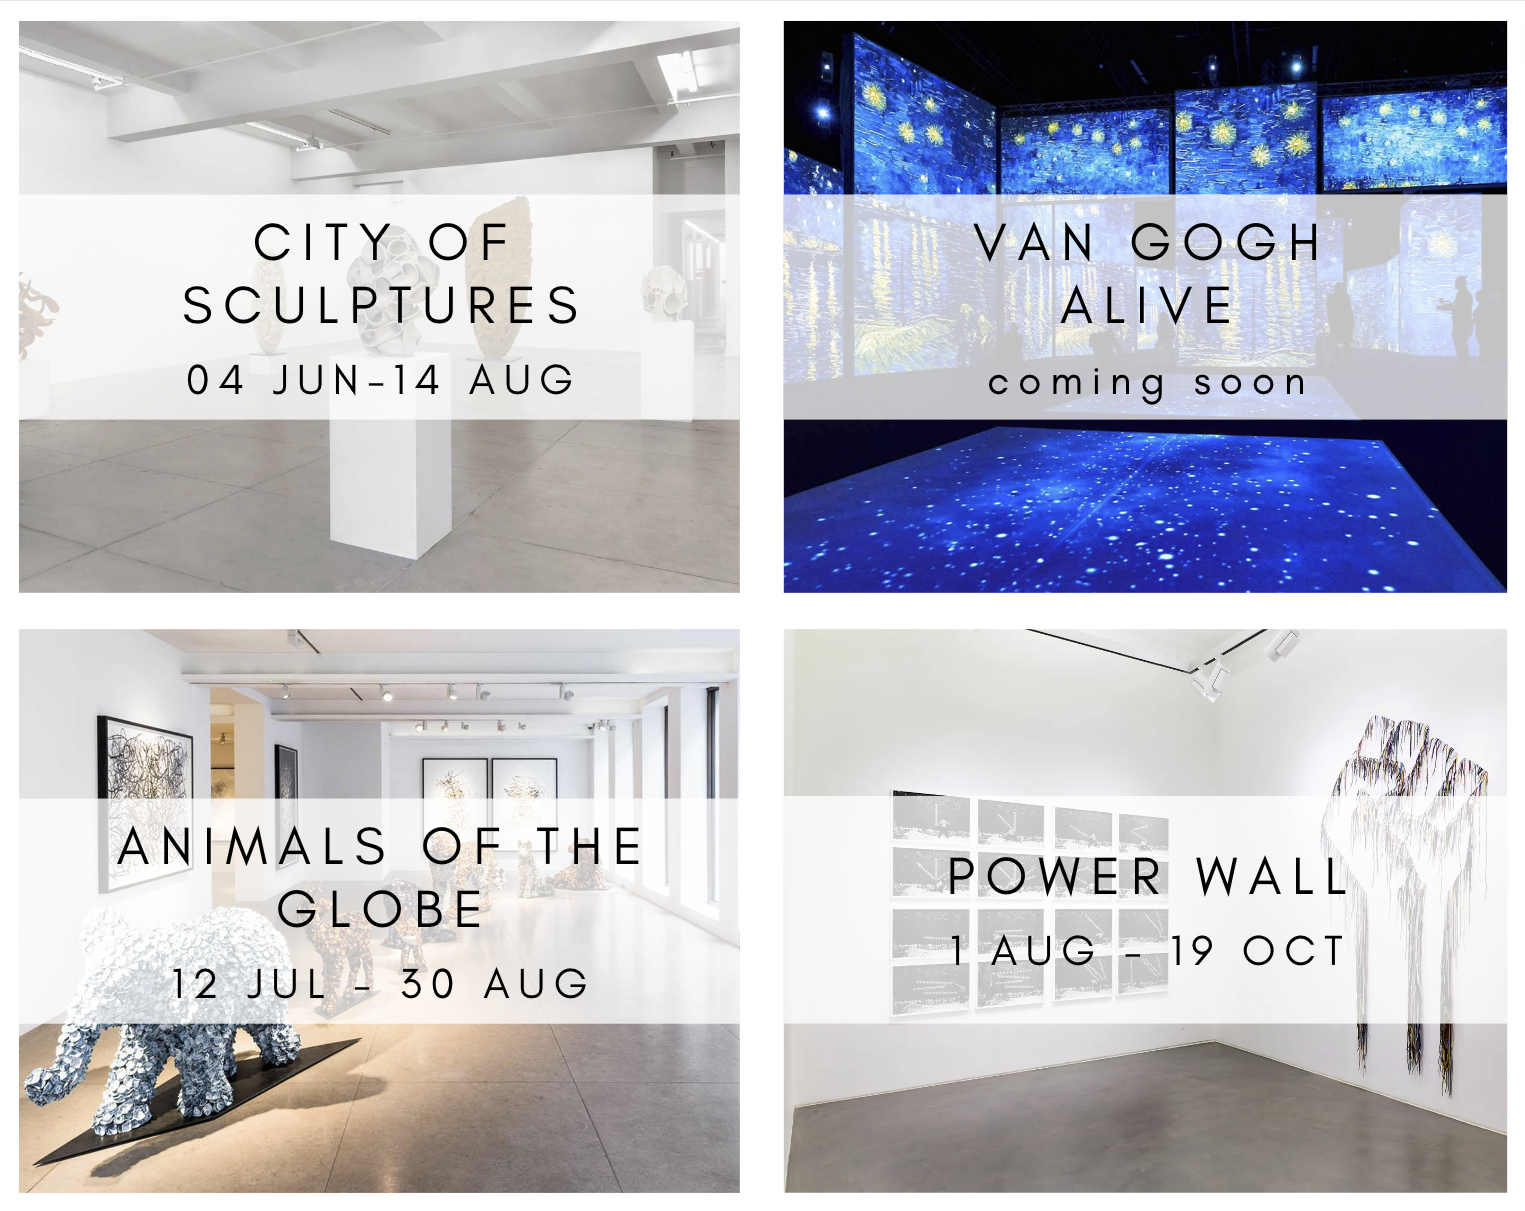 CITY OF
SCULPTURES
04 JUN-14 AUG
VAN GOGH
ALIVE
coming soon
ANIMALS OF THE
GLOBE
12 JUL - 30 AUG
POWER WALL
1 AUG - 19 OCT